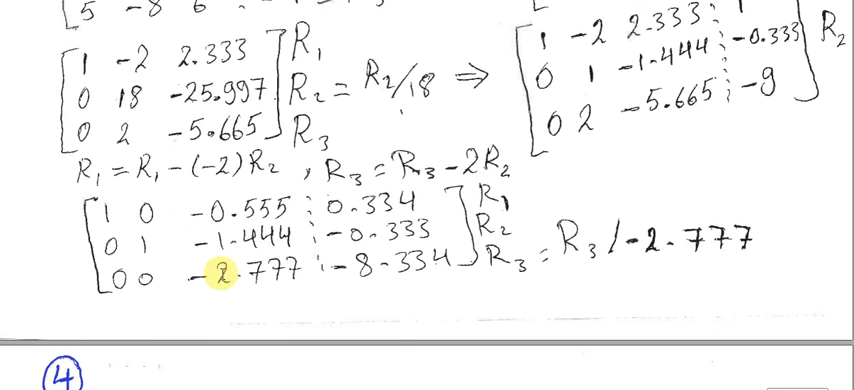 [5 -8 6
[1 -2 2.333] R₁
[0 18 -25.997] R₂ = R₂/18 ⇒
[0 2 -5.665] R₃
[1 -2 2.333 ⋮ 1
[0 1 -1.444 ⋮ -0.333] R₂
[0 2 -5.665 ⋮ -9]
R₁ = R₁ - (-2)R₂ , R₃ = R₃ - 2R₂
[1 0 -0.555 ⋮ 0.334] R₁
[0 1 -1.444 ⋮ -0.333] R₂
[0 0 -2.777 ⋮ -8.334] R₃ = R₃ / -2.777
4